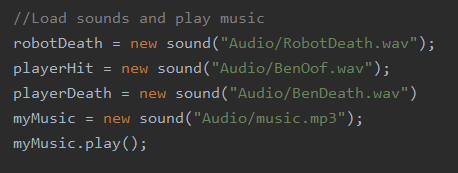 //Load sounds and play music
robotDeath = new sound("Audio/RobotDeath.wav");
playerHit = new sound("Audio/BenOof.wav");
playerDeath = new sound("Audio/BenDeath.wav")
myMusic = new sound("Audio/music.mp3");
myMusic.play();